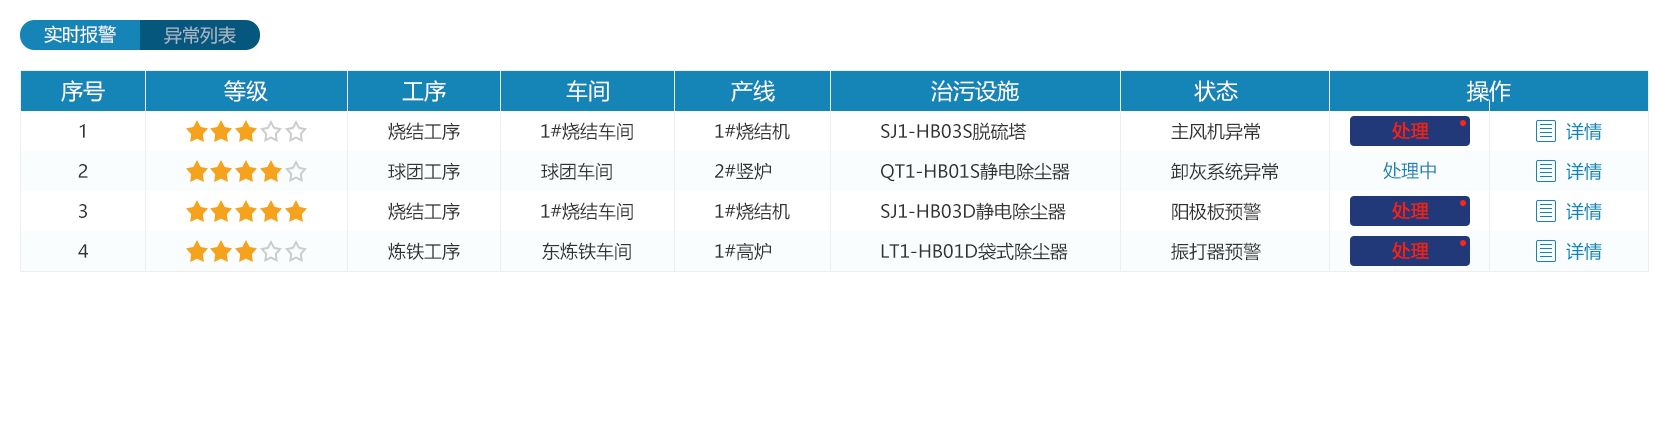 实时报警 异常列表
序号 等级 工序 车间 产线 治污设施 状态 操作
1 烧结工序 1#烧结车间 1#烧结机 SJ1-HB03S脱硫塔 主风机异常 处理 详情
2 球团工序 球团车间 2#竖炉 QT1-HB01S静电除尘器 卸灰系统异常 处理中 详情
3 烧结工序 1#烧结车间 1#烧结机 SJ1-HB03D静电除尘器 阳极板预警 处理 详情
4 炼铁工序 东炼铁车间 1#高炉 LT1-HB01D袋式除尘器 振打器预警 处理 详情